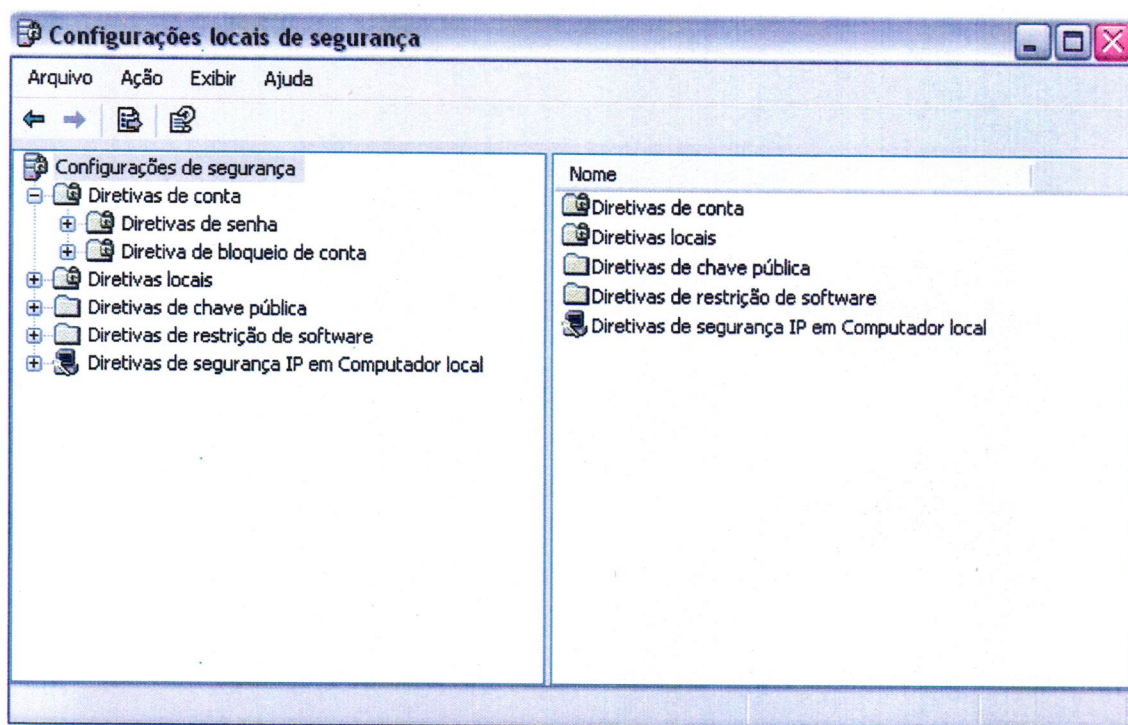 Configurações locais de segurança
Arquivo Ação Exibir Ajuda
Configurações de segurança
Diretivas de conta
Diretivas de senha
Diretiva de bloqueio de conta
Diretivas locais
Diretivas de chave pública
Diretivas de restrição de software
Diretivas de segurança IP em Computador local
Nome
Diretivas de conta
Diretivas locais
Diretivas de chave pública
Diretivas de restrição de software
Diretivas de segurança IP em Computador local